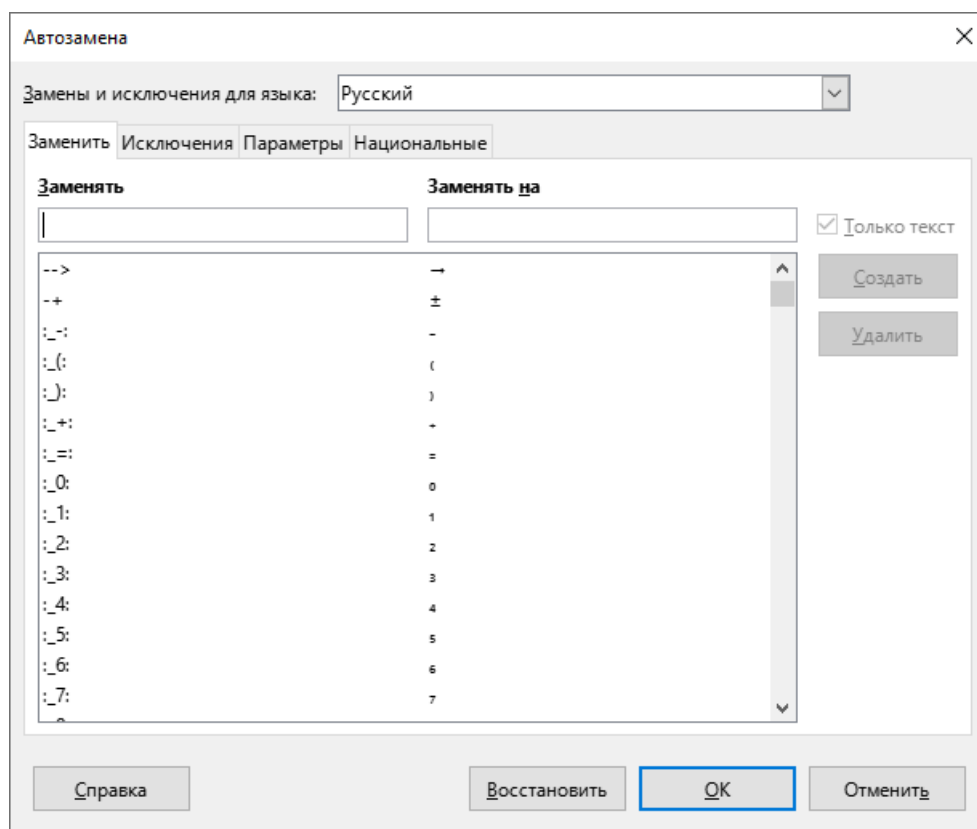 Автозамена
Замены и исключения для языка: Русский
Заменить Исключения Параметры Национальные
Заменять Заменять на
Только текст
--> →
Создать
-+ ±
:_-: ₋
Удалить
:_(: ₍
:_): ₎
:_+: ₊
:_=: ₌
:_0: ₀
:_1: ₁
:_2: ₂
:_3: ₃
:_4: ₄
:_5: ₅
:_6: ₆
:_7: ₇
Справка Восстановить OK Отменить